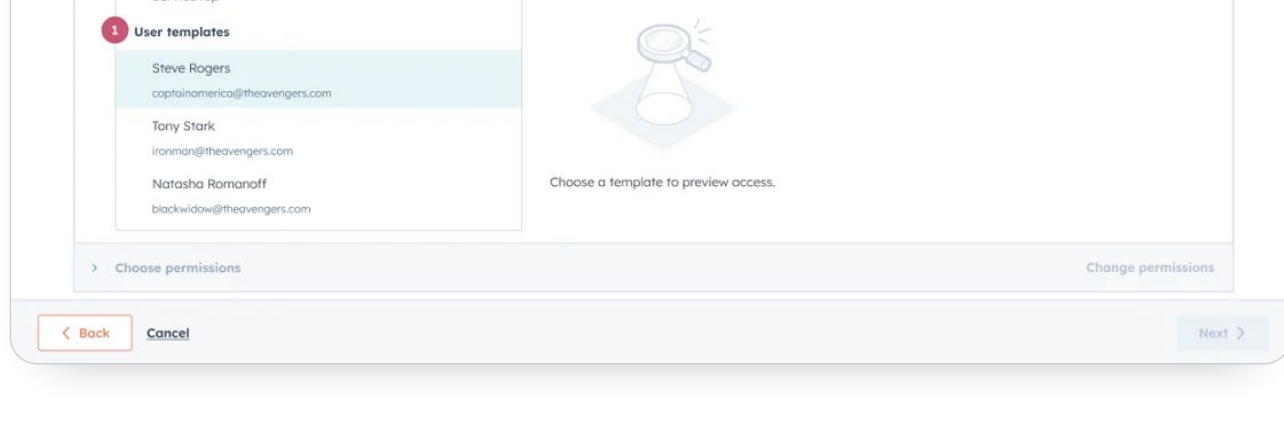 1 User templates
Steve Rogers
captainamerica@theavengers.com
Tony Stark
ironman@theavengers.com
Natasha Romanoff
Choose a template to preview access.
blackwidow@theavengers.com
Choose permissions
Change permissions
Back
Cancel
Next